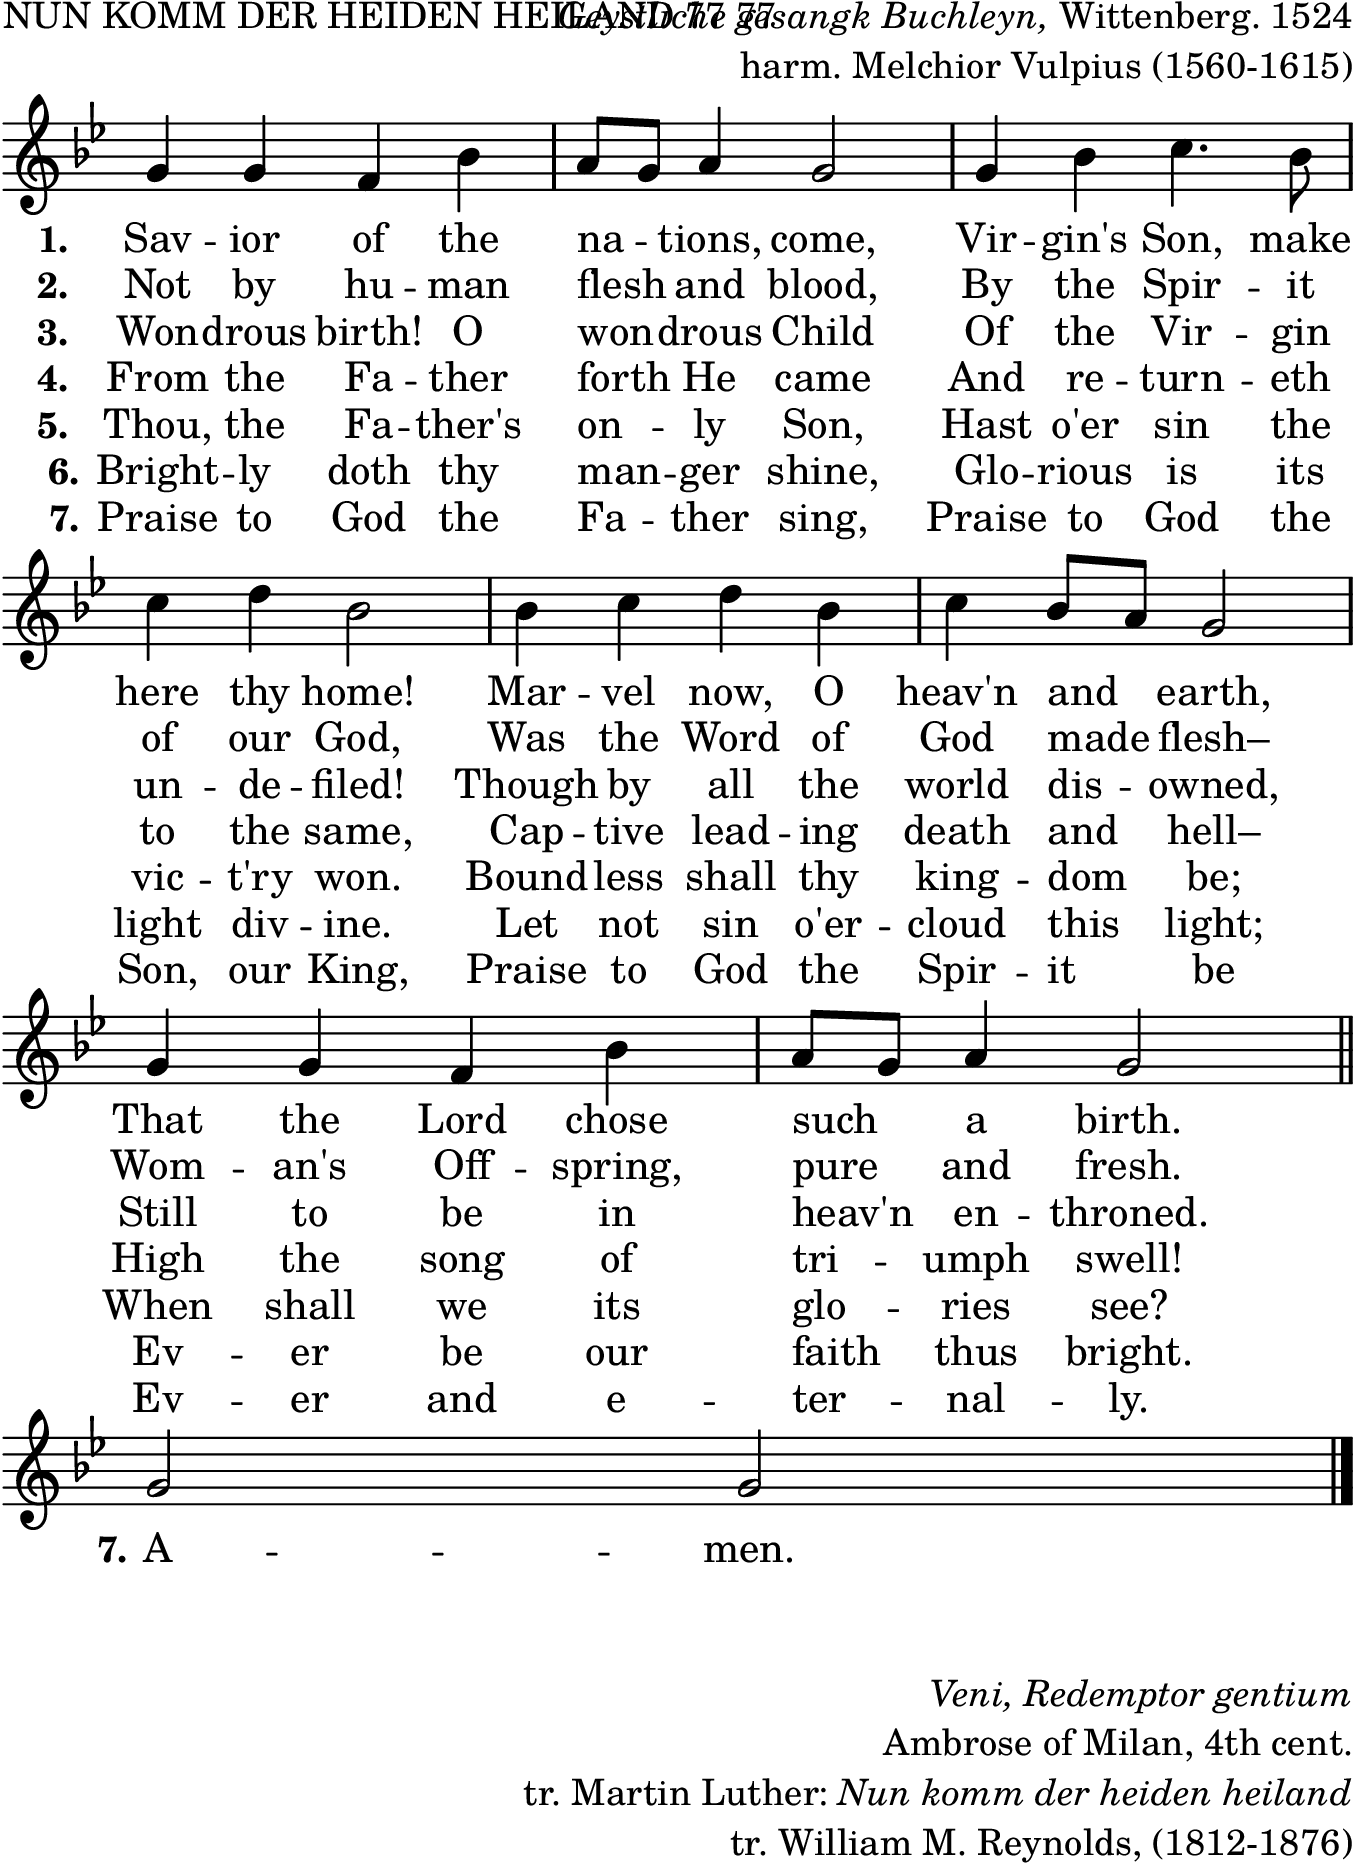 NUN KOMM DER HEIDEN HEILAND 77 77 Geystliche gesangk Buchleyn, Wittenberg. 1524
harm. Melchior Vulpius (1560-1615)
1. Sav -- ior of the na -- tions, come, Vir -- gin's Son, make
2. Not by hu -- man flesh and blood, By the Spir -- it
3. Wondrous birth! O wondrous Child Of the Vir -- gin
4. From the Fa -- ther forth He came And re -- turn -- eth
5. Thou, the Fa -- ther's on -- ly Son, Hast o'er sin the
6. Bright -- ly doth thy man -- ger shine, Glo -- rious is its
7. Praise to God the Fa -- ther sing, Praise to God the
here thy home! Mar -- vel now, O heav'n and earth,
of our God, Was the Word of God made flesh–
un -- de -- filed! Though by all the world dis -- owned,
to the same, Cap -- tive lead -- ing death and hell–
vic -- t'ry won. Boundless shall thy king -- dom be;
light div -- ine. Let not sin o'er -- cloud this light;
Son, our King, Praise to God the Spir -- it be
That the Lord chose such a birth.
Wom -- an's Off -- spring, pure and fresh.
Still to be in heav'n en -- throned.
High the song of tri -- umph swell!
When shall we its glo -- ries see?
Ev -- er be our faith thus bright.
Ev -- er and e -- ter -- nal -- ly.
7. A -- -- -- men.
Veni, Redemptor gentium
Ambrose of Milan, 4th cent.
tr. Martin Luther: Nun komm der heiden heiland
tr. William M. Reynolds, (1812-1876)